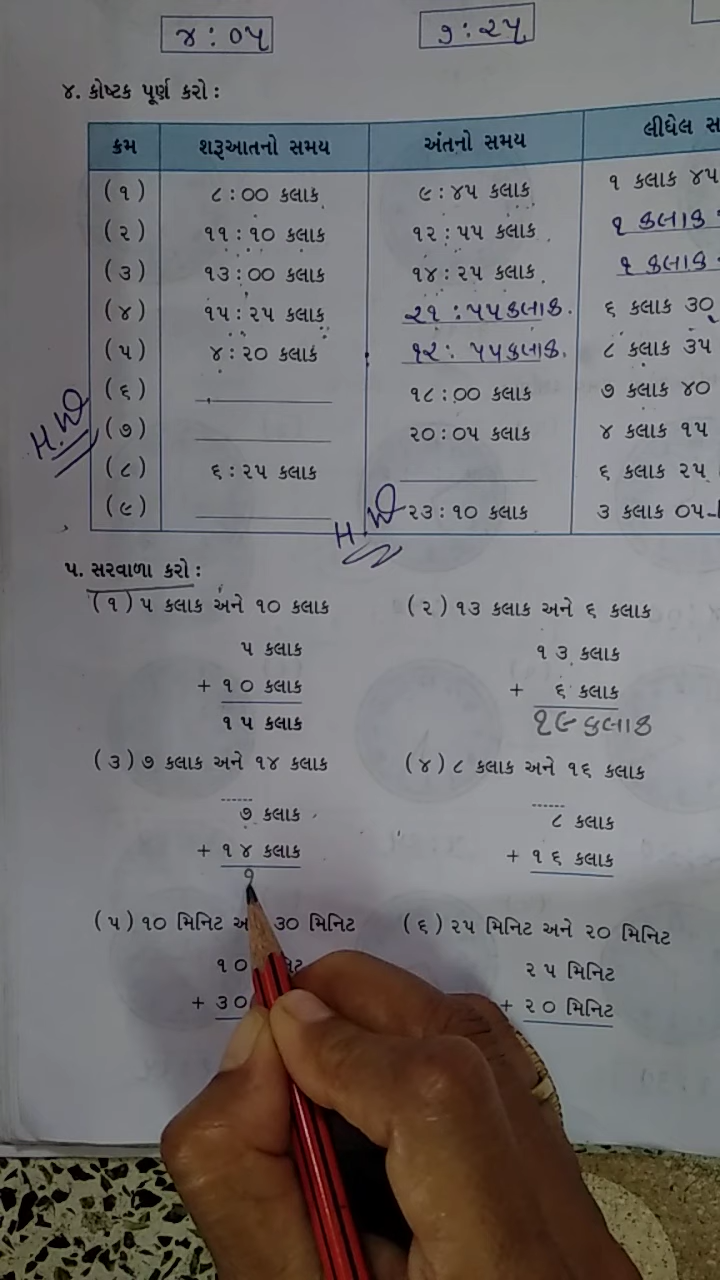 ૪ : ૦૫
૭ : ૨૫
૪. કોષ્ટક પૂર્ણ કરો :
ક્રમ શરૂઆતનો સમય અંતનો સમય લીધેલ
(૧) ૮ : ૦૦ કલાક ૯ : ૪૫ કલાક ૧ કલાક ૪૫
(૨) ૧૧ : ૧૦ કલાક ૧૨ : ૫૫ કલાક ૧ કલાક
(૩) ૧૩ : ૦૦ કલાક ૧૪ : ૨૫ કલાક ૧ કલાક
(૪) ૧૫ : ૨૫ કલાક ૨૧ : ૫૫ કલાક ૬ કલાક ૩૦
(૫) ૪ : ૨૦ કલાક ૧૨ : ૫૫ કલાક ૮ કલાક ૩૫
(૬) ૧૮ : ૦૦ કલાક ૭ કલાક ૪૦
H.W
(૭) ૨૦ : ૦૫ કલાક ૪ કલાક ૧૫
(૮) ૬ : ૨૫ કલાક ૬ કલાક ૨૫
(૯) ૨૩ : ૧૦ કલાક ૩ કલાક ૦૫
H.W
૫. સરવાળા કરો :
(૧) ૫ કલાક અને ૧૦ કલાક
૫ કલાક
+ ૧૦ કલાક
૧૫ કલાક
(૨) ૧૩ કલાક અને ૬ કલાક
૧૩ કલાક
+ ૬ કલાક
૧૯ કલાક
(૩) ૭ કલાક અને ૧૪ કલાક
૭ કલાક
+ ૧૪ કલાક
૧
(૪) ૮ કલાક અને ૧૬ કલાક
૮ કલાક
+ ૧૬ કલાક
(૫) ૧૦ મિનિટ ૩૦ મિનિટ
૧૦
+ ૩૦
(૬) ૨૫ મિનિટ અને ૨૦ મિનિટ
૨૫ મિનિટ
+ ૨૦ મિનિટ